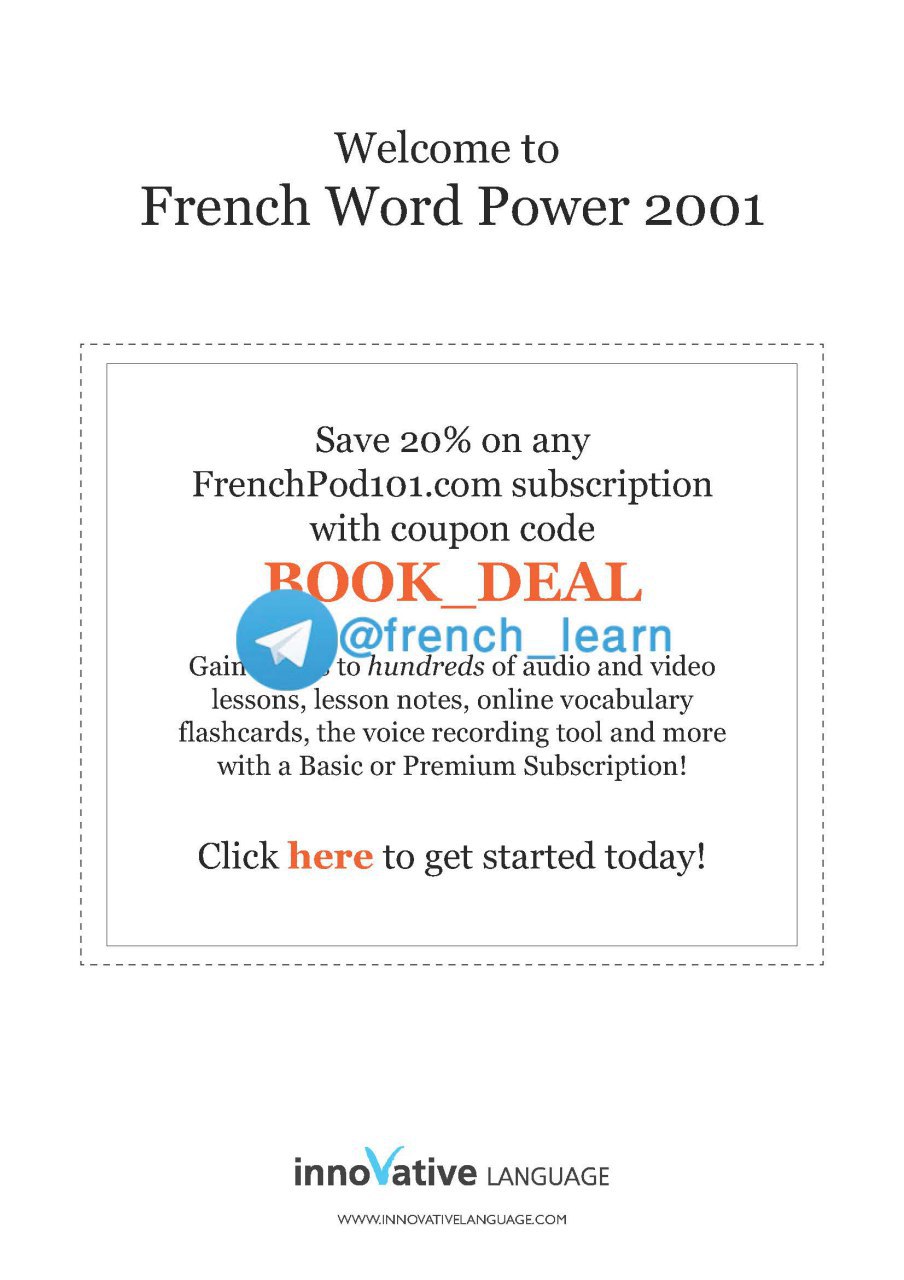 Welcome to
French Word Power 2001
Save 20% on any
FrenchPod101.com subscription
with coupon code
BOOK_DEAL
@french_learn
Gain to hundreds of audio and video
lessons, lesson notes, online vocabulary
flashcards, the voice recording tool and more
with a Basic or Premium Subscription!
Click here to get started today!
innoVative LANGUAGE
WWW.INNOVATIVELANGUAGE.COM